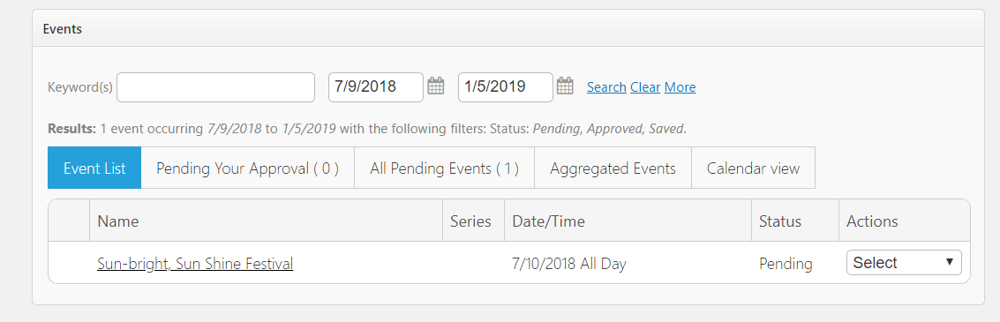 Events
Keyword(s) 7/9/2018 1/5/2019 Search Clear More
Results: 1 event occurring 7/9/2018 to 1/5/2019 with the following filters: Status: Pending, Approved, Saved.
Event List Pending Your Approval ( 0 ) All Pending Events ( 1 ) Aggregated Events Calendar view
Name Series Date/Time Status Actions
Sun-bright, Sun Shine Festival 7/10/2018 All Day Pending Select